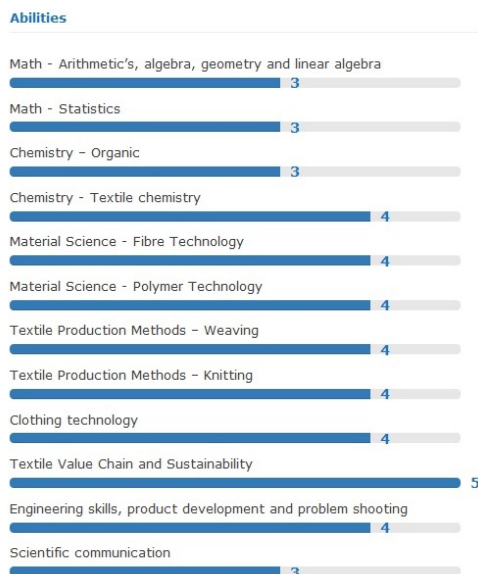 Abilities
Math - Arithmetic's, algebra, geometry and linear algebra
3
Math - Statistics
3
Chemistry – Organic
3
Chemistry - Textile chemistry
4
Material Science - Fibre Technology
4
Material Science - Polymer Technology
4
Textile Production Methods – Weaving
4
Textile Production Methods – Knitting
4
Clothing technology
4
Textile Value Chain and Sustainability
5
Engineering skills, product development and problem shooting
4
Scientific communication
3